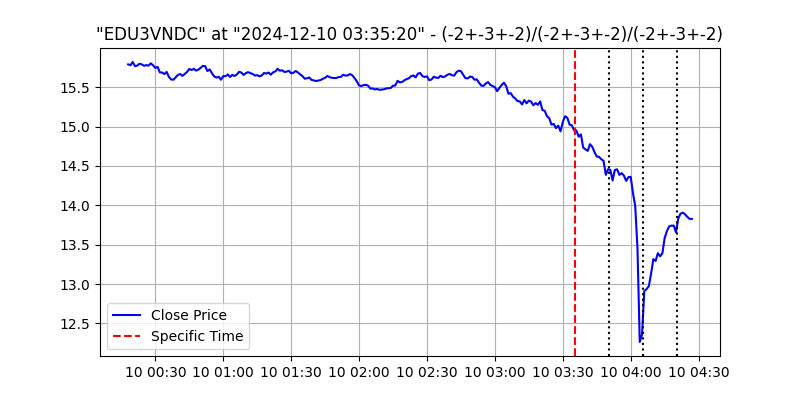 "EDU3VNDC" at "2024-12-10 03:35:20" - (-2+-3+-2)/(-2+-3+-2)/(-2+-3+-2)
15.5
15.0
14.5
14.0
13.5
13.0
12.5
Close Price
Specific Time
10 00:30 10 01:00 10 01:30 10 02:00 10 02:30 10 03:00 10 03:30 10 04:00 10 04:30